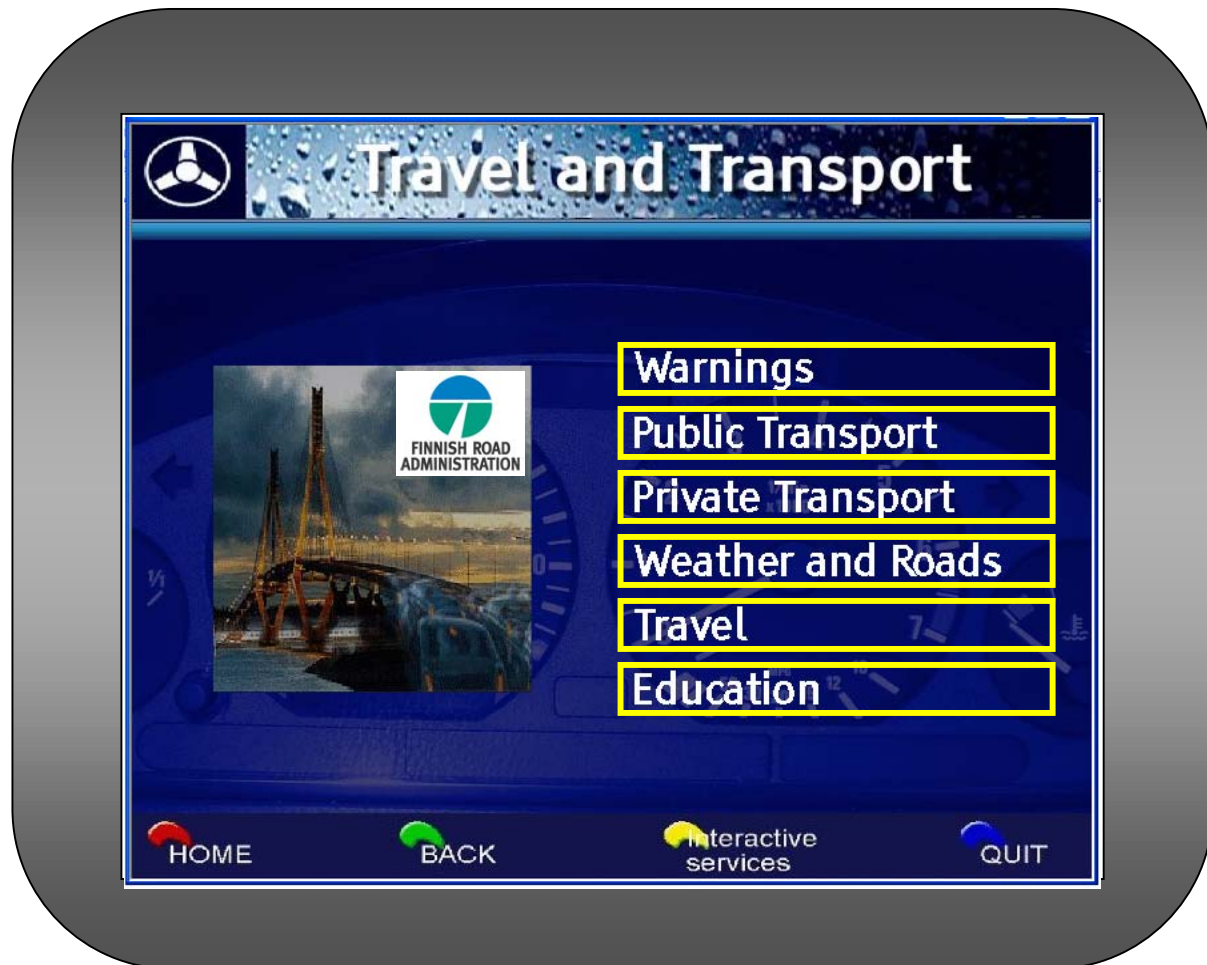 Travel and Transport
FINNISH ROAD
ADMINISTRATION
Warnings
Public Transport
Private Transport
Weather and Roads
Travel
Education
HOME
BACK
Interactive
services
QUIT